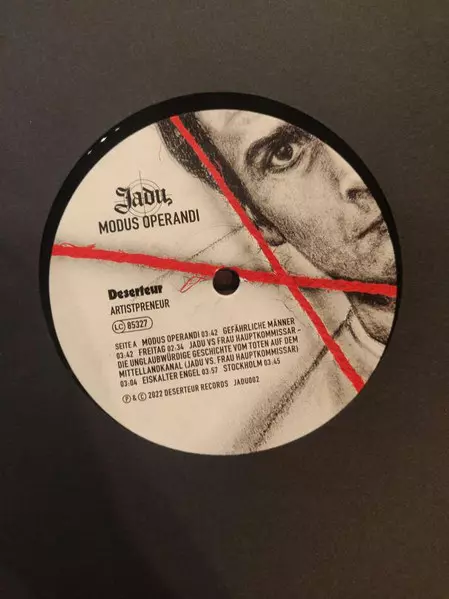 Jadu
MODUS OPERANDI
Deserteur
ARTISTPRENEUR
LC 85327
SEITE A MODUS OPERANDI 03:42 GEFÄHRLICHE MÄNNER
03:42 FREITAG 02:34 JADU VS FRAU HAUPTKOMMISSAR –
DIE UNGLAUBWÜRDIGE GESCHICHTE VOM TOTEN AUF DEM
MITTELLANDKANAL (JADU VS. FRAU HAUPTKOMMISSAR)
03:04 EISKALTER ENGEL 03:57 STOCKHOLM 03:45
Ⓟ & © 2022 DESERTEUR RECORDS JADU002